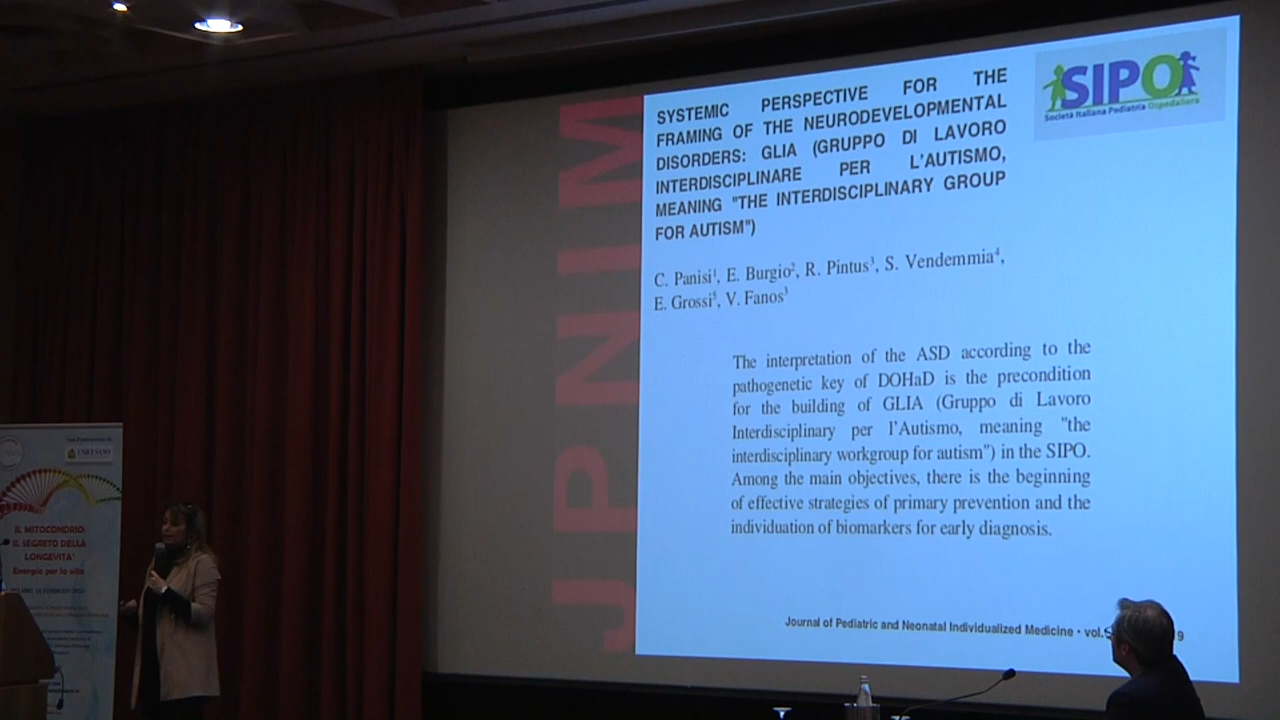 SYSTEMIC PERSPECTIVE FOR THE
FRAMING OF THE NEURODEVELOPMENTAL
DISORDERS: GLIA (GRUPPO DI LAVORO
INTERDISCIPLINARE PER L'AUTISMO,
MEANING "THE INTERDISCIPLINARY GROUP
FOR AUTISM")
SIPO
Società Italiana Pediatria Ospedaliera
C. Panisi¹, E. Burgio², R. Pintus³, S. Vendemmia⁴,
E. Grossi⁵, V. Fanos³
The interpretation of the ASD according to the
pathogenetic key of DOHaD is the precondition
for the building of GLIA (Gruppo di Lavoro
Interdisciplinary per l'Autismo, meaning "the
interdisciplinary workgroup for autism") in the SIPO.
Among the main objectives, there is the beginning
of effective strategies of primary prevention and the
individuation of biomarkers for early diagnosis.
Journal of Pediatric and Neonatal Individualized Medicine • vol.
9
JPNIM
IL MITOCONDRIO:
IL SEGRETO DELLA
LONGEVITA'
Energia per la vita